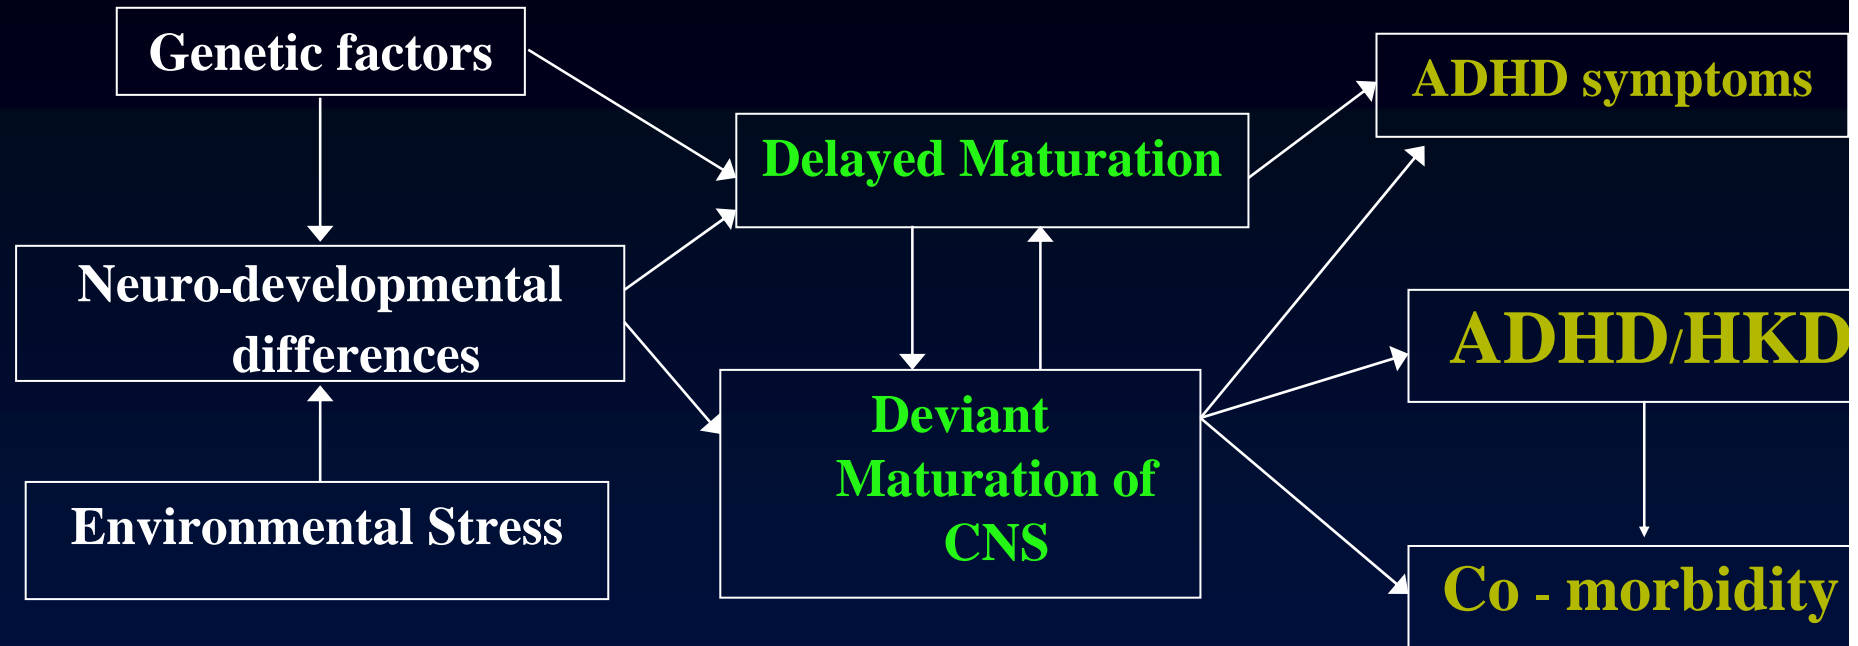 Genetic factors
ADHD symptoms
Delayed Maturation
Neuro-developmental
differences
ADHD/HKD
Deviant
Maturation of
CNS
Environmental Stress
Co - morbidity